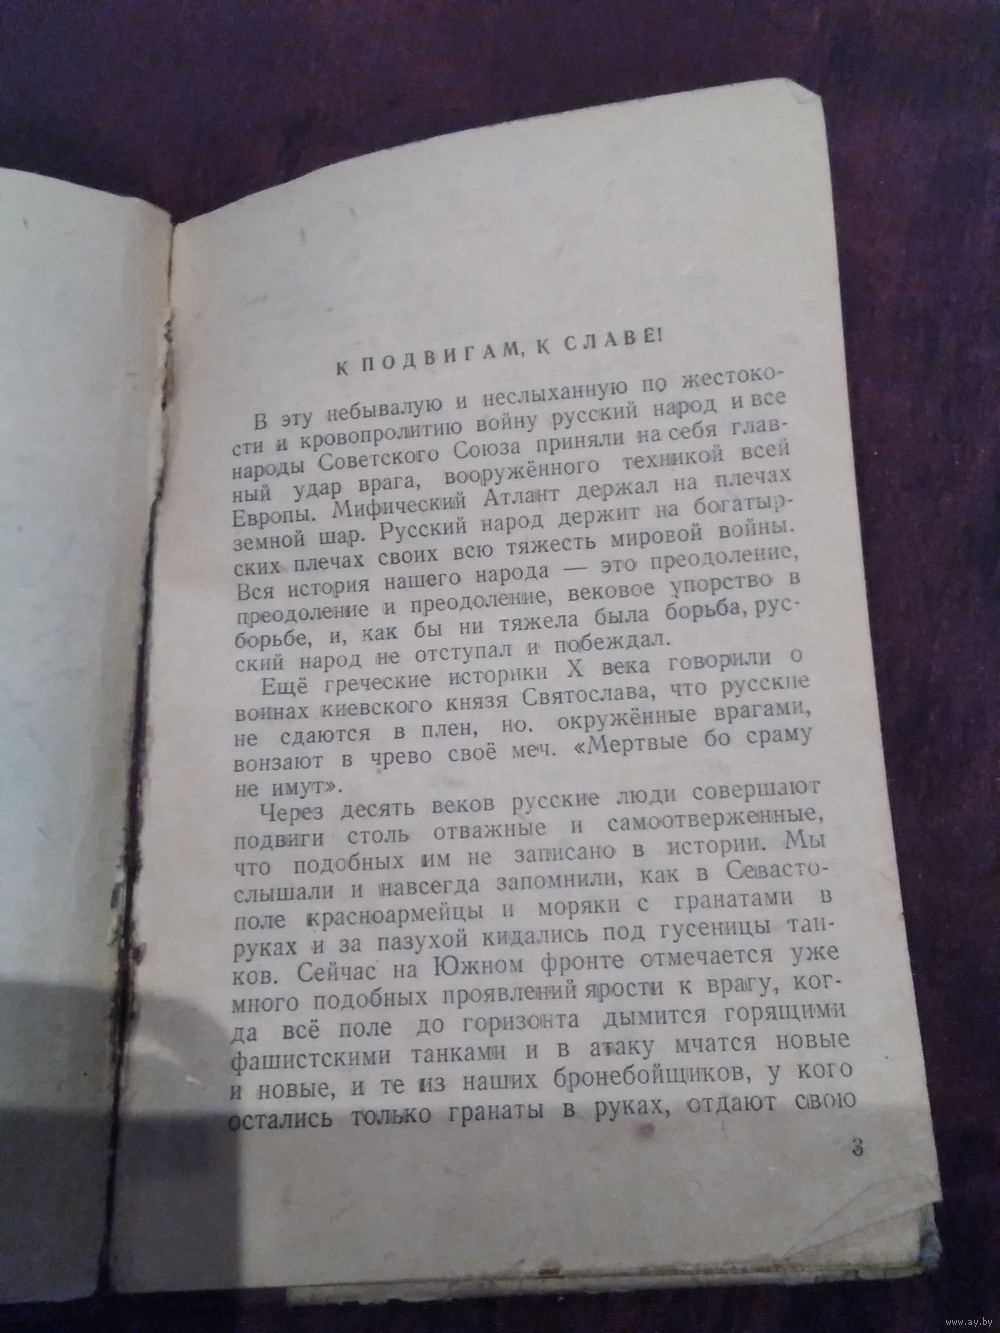 К ПОДВИГАМ, К СЛАВЕ!
В эту небывалую и неслыханную по жестоко-
сти и кровопролитию войну русский народ и все
народы Советского Союза приняли на себя глав-
ный удар врага, вооружённого техникой всей
Европы. Мифический Атлант держал на плечах
земной шар. Русский народ держит на богатыр-
ских плечах своих всю тяжесть мировой войны.
Вся история нашего народа — это преодоление,
преодоление и преодоление, вековое упорство в
борьбе, и, как бы ни тяжела была борьба, рус-
ский народ не отступал и побеждал.
Ещё греческие историки X века говорили о
воинах киевского князя Святослава, что русские
не сдаются в плен, но, окружённые врагами,
вонзают в чрево своё меч. «Мертвые бо сраму
не имут».
Через десять веков русские люди совершают
подвиги столь отважные и самоотверженные,
что подобных им не записано в истории. Мы
слышали и навсегда запомнили, как в Севасто-
поле красноармейцы и моряки с гранатами в
руках и за пазухой кидались под гусеницы тан-
ков. Сейчас на Южном фронте отмечается уже
много подобных проявлений ярости к врагу, ког-
да всё поле до горизонта дымится горящими
фашистскими танками и в атаку мчатся новые
и новые, и те из наших бронебойщиков, у кого
остались только гранаты в руках, отдают свою
3
www.ay.by